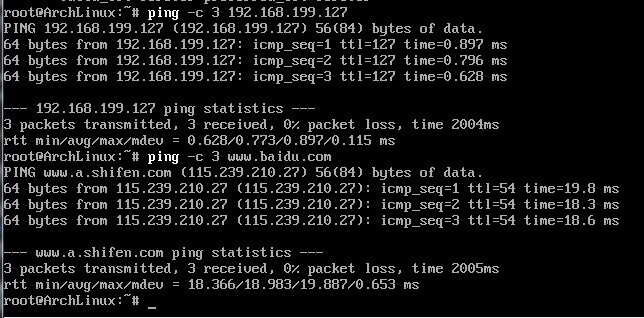 root@ArchLinux:~# ping -c 3 192.168.199.127
PING 192.168.199.127 (192.168.199.127) 56(84) bytes of data.
64 bytes from 192.168.199.127: icmp_seq=1 ttl=127 time=0.897 ms
64 bytes from 192.168.199.127: icmp_seq=2 ttl=127 time=0.796 ms
64 bytes from 192.168.199.127: icmp_seq=3 ttl=127 time=0.628 ms
--- 192.168.199.127 ping statistics ---
3 packets transmitted, 3 received, 0% packet loss, time 2004ms
rtt min/avg/max/mdev = 0.628/0.773/0.897/0.115 ms
root@ArchLinux:~# ping -c 3 www.baidu.com
PING www.a.shifen.com (115.239.210.27) 56(84) bytes of data.
64 bytes from 115.239.210.27 (115.239.210.27): icmp_seq=1 ttl=54 time=19.8 ms
64 bytes from 115.239.210.27 (115.239.210.27): icmp_seq=2 ttl=54 time=18.3 ms
64 bytes from 115.239.210.27 (115.239.210.27): icmp_seq=3 ttl=54 time=18.6 ms
--- www.a.shifen.com ping statistics ---
3 packets transmitted, 3 received, 0% packet loss, time 2005ms
rtt min/avg/max/mdev = 18.366/18.983/19.887/0.653 ms
root@ArchLinux:~# _